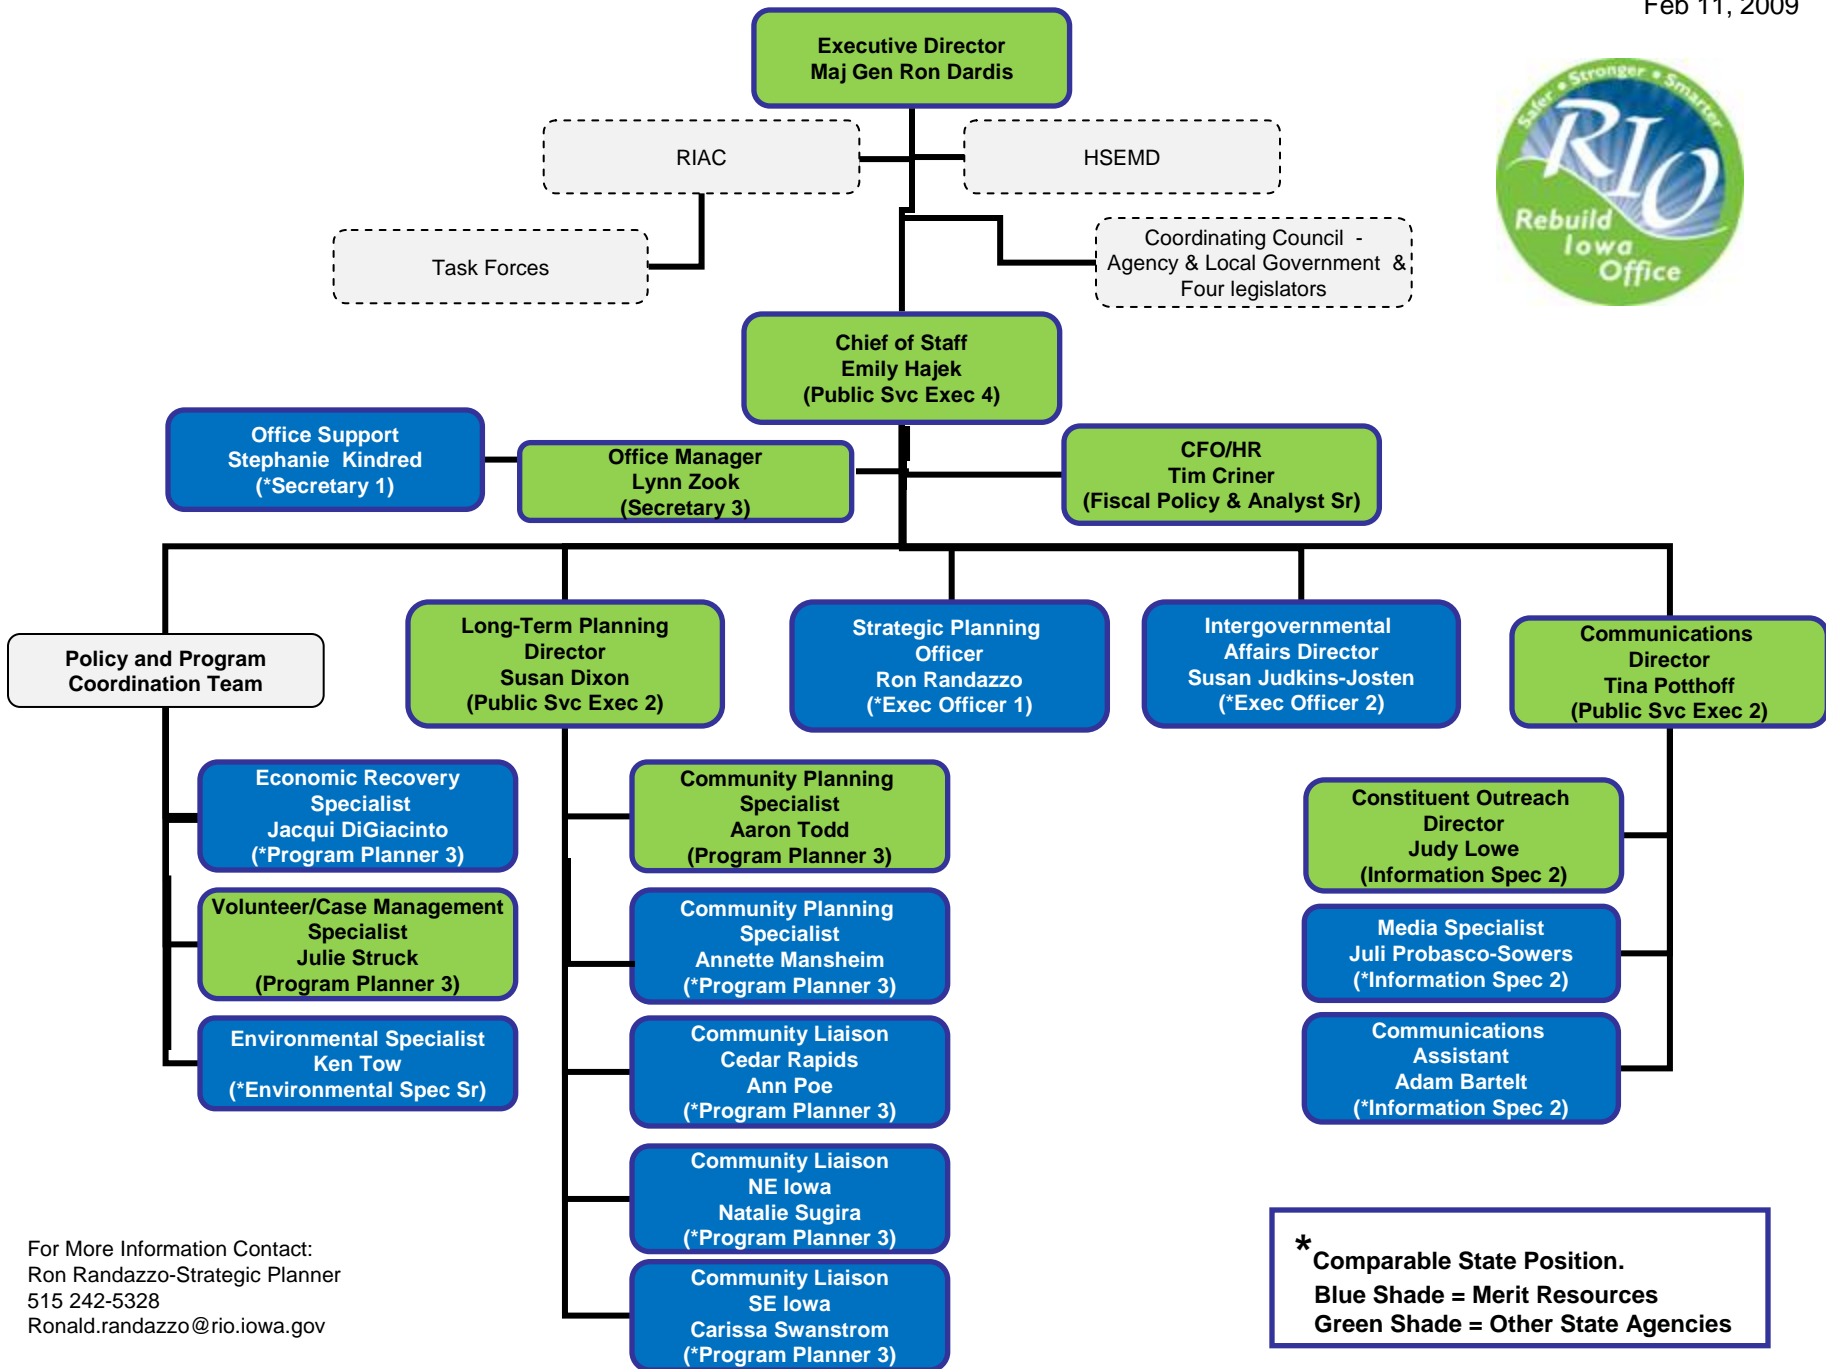 Feb 11, 2009
Executive Director
Maj Gen Ron Dardis
Safer • Stronger • Smarter
RIO
Rebuild
Iowa
Office
RIAC
HSEMD
Task Forces
Coordinating Council -
Agency & Local Government &
Four legislators
Chief of Staff
Emily Hajek
(Public Svc Exec 4)
Office Support
Stephanie Kindred
(*Secretary 1)
Office Manager
Lynn Zook
(Secretary 3)
CFO/HR
Tim Criner
(Fiscal Policy & Analyst Sr)
Policy and Program
Coordination Team
Long-Term Planning
Director
Susan Dixon
(Public Svc Exec 2)
Strategic Planning
Officer
Ron Randazzo
(*Exec Officer 1)
Intergovernmental
Affairs Director
Susan Judkins-Josten
(*Exec Officer 2)
Communications
Director
Tina Potthoff
(Public Svc Exec 2)
Economic Recovery
Specialist
Jacqui DiGiacinto
(*Program Planner 3)
Volunteer/Case Management
Specialist
Julie Struck
(Program Planner 3)
Environmental Specialist
Ken Tow
(*Environmental Spec Sr)
Community Planning
Specialist
Aaron Todd
(Program Planner 3)
Community Planning
Specialist
Annette Mansheim
(*Program Planner 3)
Community Liaison
Cedar Rapids
Ann Poe
(*Program Planner 3)
Community Liaison
NE Iowa
Natalie Sugira
(*Program Planner 3)
Community Liaison
SE Iowa
Carissa Swanstrom
(*Program Planner 3)
Constituent Outreach
Director
Judy Lowe
(Information Spec 2)
Media Specialist
Juli Probasco-Sowers
(*Information Spec 2)
Communications
Assistant
Adam Bartelt
(*Information Spec 2)
For More Information Contact:
Ron Randazzo-Strategic Planner
515 242-5328
Ronald.randazzo@rio.iowa.gov
*Comparable State Position.
Blue Shade = Merit Resources
Green Shade = Other State Agencies